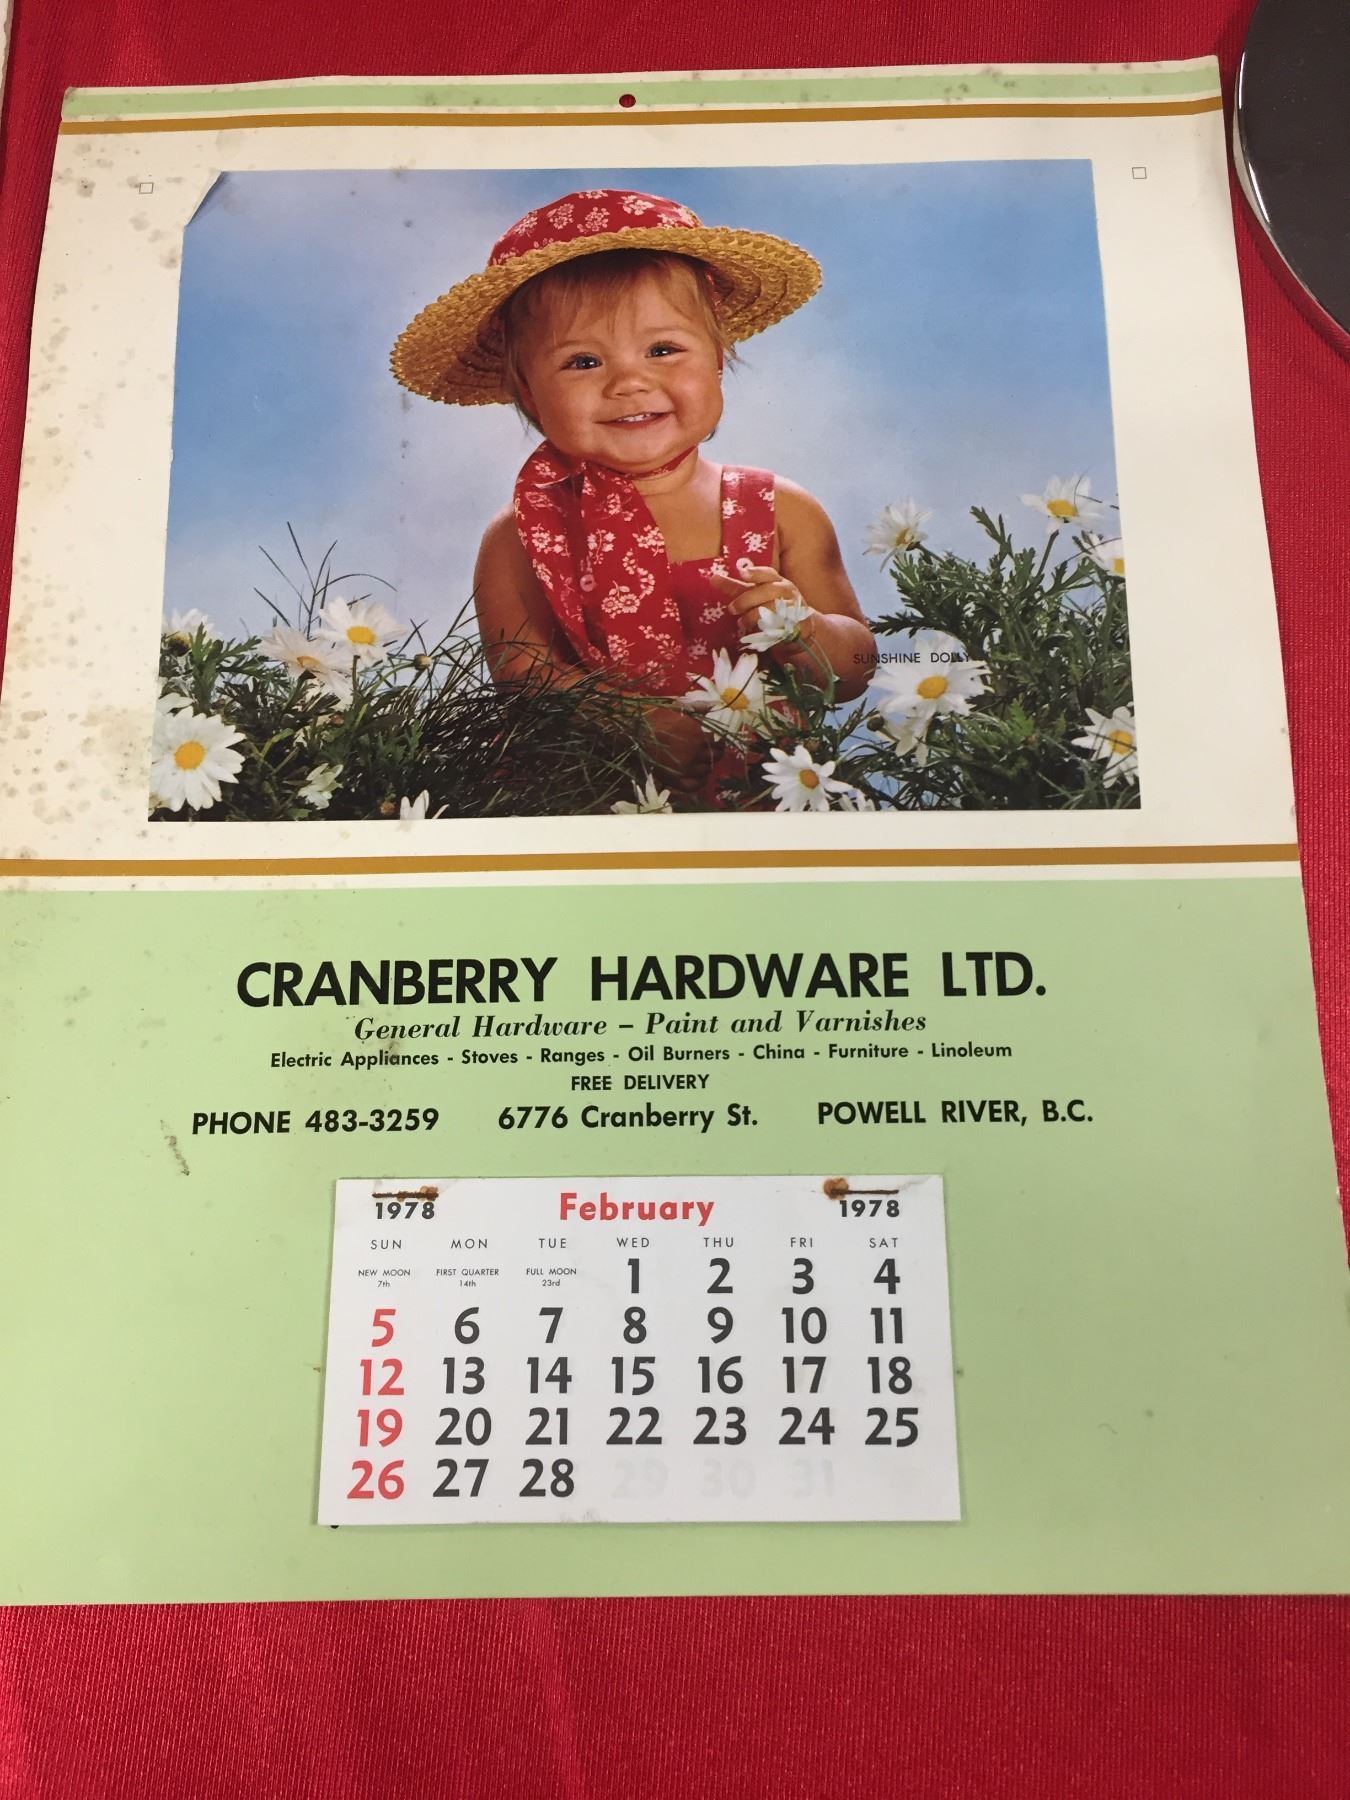 SUNSHINE DOLLY
CRANBERRY HARDWARE LTD.
General Hardware – Paint and Varnishes
Electric Appliances - Stoves - Ranges - Oil Burners - China - Furniture - Linoleum
FREE DELIVERY
PHONE 483-3259 6776 Cranberry St. POWELL RIVER, B.C.
1978 February 1978
SUN MON TUE WED THU FRI SAT
NEW MOON 7th FIRST QUARTER 14th FULL MOON 23rd 1 2 3 4
5 6 7 8 9 10 11
12 13 14 15 16 17 18
19 20 21 22 23 24 25
26 27 28 29 30 31